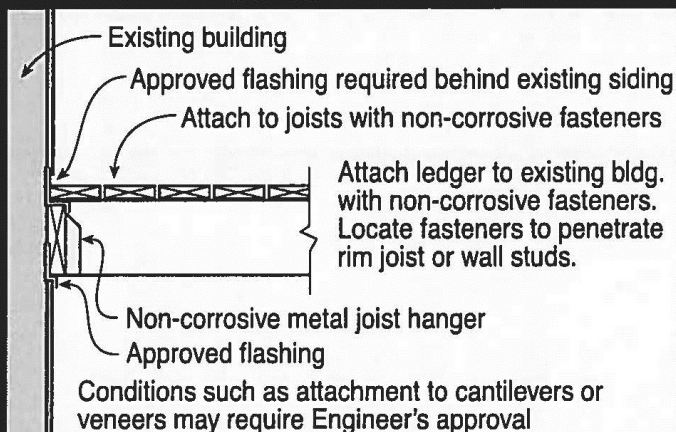 Existing building
Approved flashing required behind existing siding
Attach to joists with non-corrosive fasteners
Attach ledger to existing bldg.
with non-corrosive fasteners.
Locate fasteners to penetrate
rim joist or wall studs.
Non-corrosive metal joist hanger
Approved flashing
Conditions such as attachment to cantilevers or
veneers may require Engineer's approval